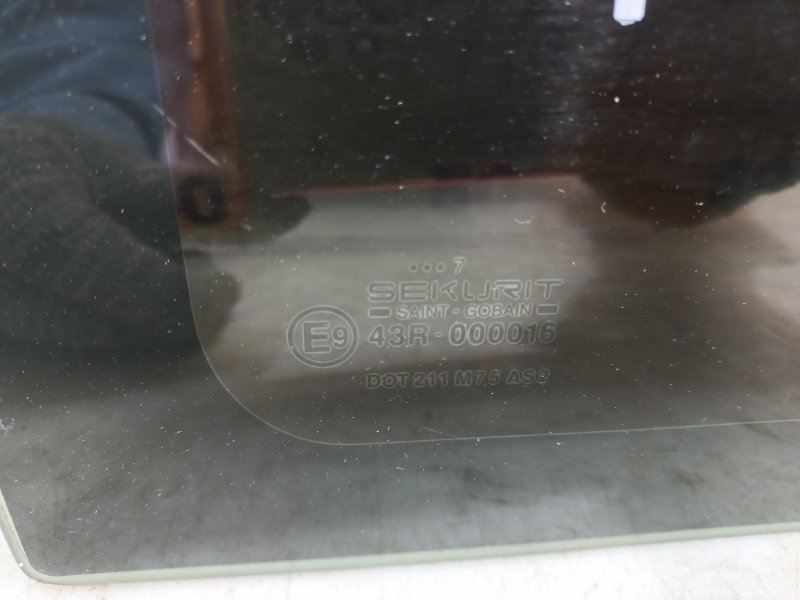 ...7
SEKURIT
SAINT-GOBAIN
E9 43R-000016
DOT 211 M75 AS3